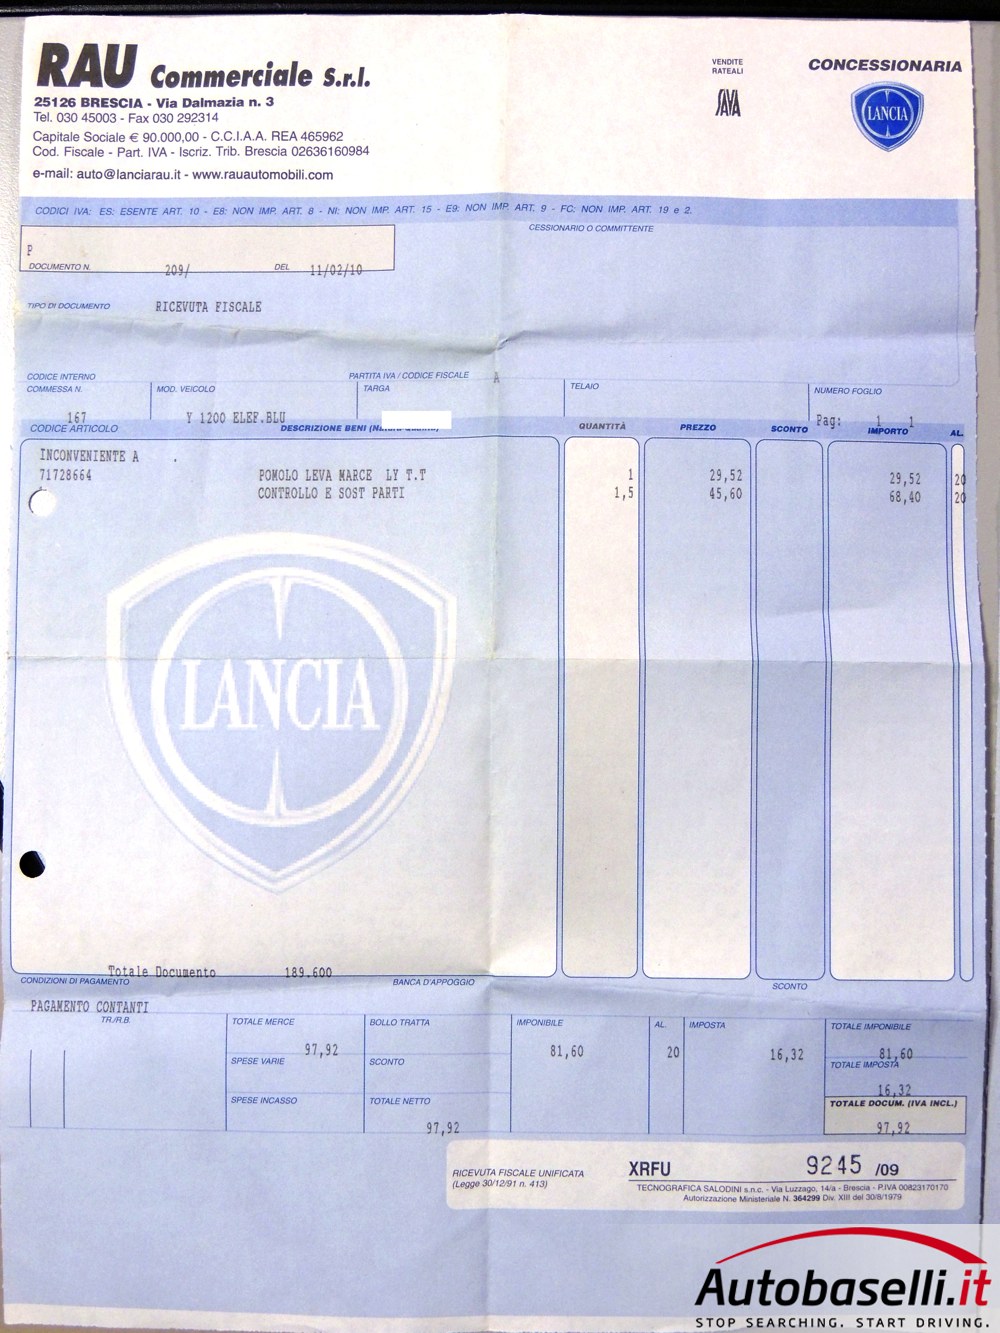 RAU Commerciale S.r.l.
25126 BRESCIA - Via Dalmazia n. 3
Tel. 030 45003 - Fax 030 292314
Capitale Sociale € 90.000,00 - C.C.I.A.A. REA 465962
Cod. Fiscale - Part. IVA - Iscriz. Trib. Brescia 02636160984
e-mail: auto@lanciarau.it - www.rauautomobili.com
VENDITE
RATEALI
SAVA
CONCESSIONARIA
LANCIA
CODICI IVA: ES: ESENTE ART. 10 - E8: NON IMP. ART. 8 - NI: NON IMP. ART. 15 - E9: NON IMP. ART. 9 - FC: NON IMP. ART. 19 e 2.
CESSIONARIO O COMMITTENTE
P
DOCUMENTO N. 209/ DEL 11/02/10
TIPO DI DOCUMENTO RICEVUTA FISCALE
CODICE INTERNO PARTITA IVA / CODICE FISCALE A
COMMESSA N. MOD. VEICOLO TARGA TELAIO NUMERO FOGLIO
167 Y 1200 ELEF.BLU Pag: 1 1
CODICE ARTICOLO DESCRIZIONE BENI QUANTITÀ PREZZO SCONTO IMPORTO AL.
INCONVENIENTE A .
71728664 POMOLO LEVA MARCE LY T.T 1 29,52 29,52 20
CONTROLLO E SOST PARTI 1,5 45,60 68,40 20
LANCIA
Totale Documento 189.600
CONDIZIONI DI PAGAMENTO BANCA D'APPOGGIO SCONTO
PAGAMENTO CONTANTI
TR./R.B. TOTALE MERCE BOLLO TRATTA IMPONIBILE AL. IMPOSTA TOTALE IMPONIBILE
97,92 81,60 20 16,32 81,60
SPESE VARIE SCONTO TOTALE IMPOSTA
16,32
SPESE INCASSO TOTALE NETTO TOTALE DOCUM. (IVA INCL.)
97,92 97,92
RICEVUTA FISCALE UNIFICATA
(Legge 30/12/91 n. 413)
XRFU 9245 /09
TECNOGRAFICA SALODINI s.n.c. - Via Luzzago, 14/a - Brescia - P.IVA 00823170170
Autorizzazione Ministeriale N. 364299 Div. XIII del 30/8/1979
Autobaselli.it
STOP SEARCHING. START DRIVING.